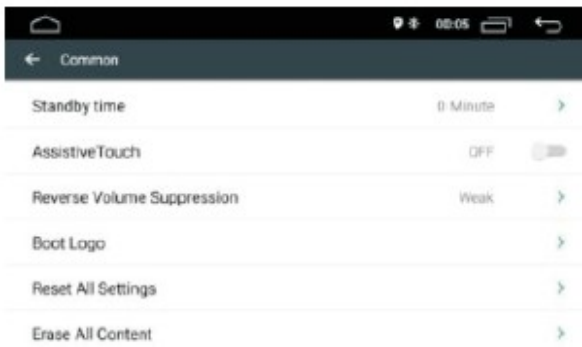 00:05
Common
Standby time 0 Minute
AssistiveTouch OFF
Reverse Volume Suppression Weak
Boot Logo
Reset All Settings
Erase All Content